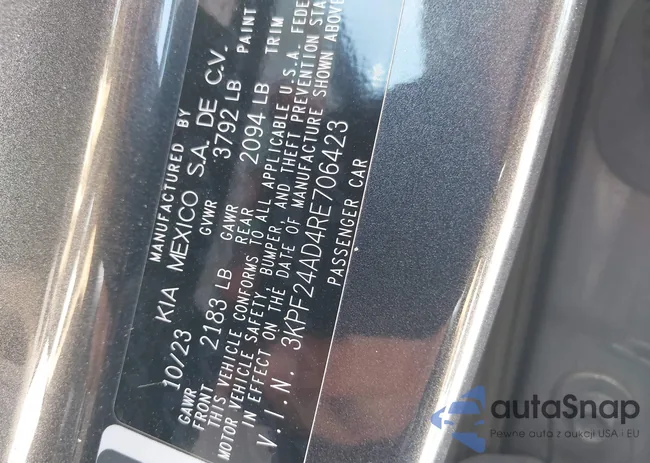 MANUFACTURED BY
10/23 KIA MEXICO S.A. DE C.V.
GAWR GVWR 3792 LB PAINT
FRONT 2183 LB GAWR REAR 2094 LB TRIM
THIS VEHICLE CONFORMS TO ALL APPLICABLE U.S.A. FEDE
MOTOR VEHICLE SAFETY, BUMPER, AND THEFT PREVENTION STA
IN EFFECT ON THE DATE OF MANUFACTURE SHOWN ABOVE
V.I.N. 3KPF24AD4RE706423
PASSENGER CAR
autaSnap
Pewne auta z aukcji USA i EU